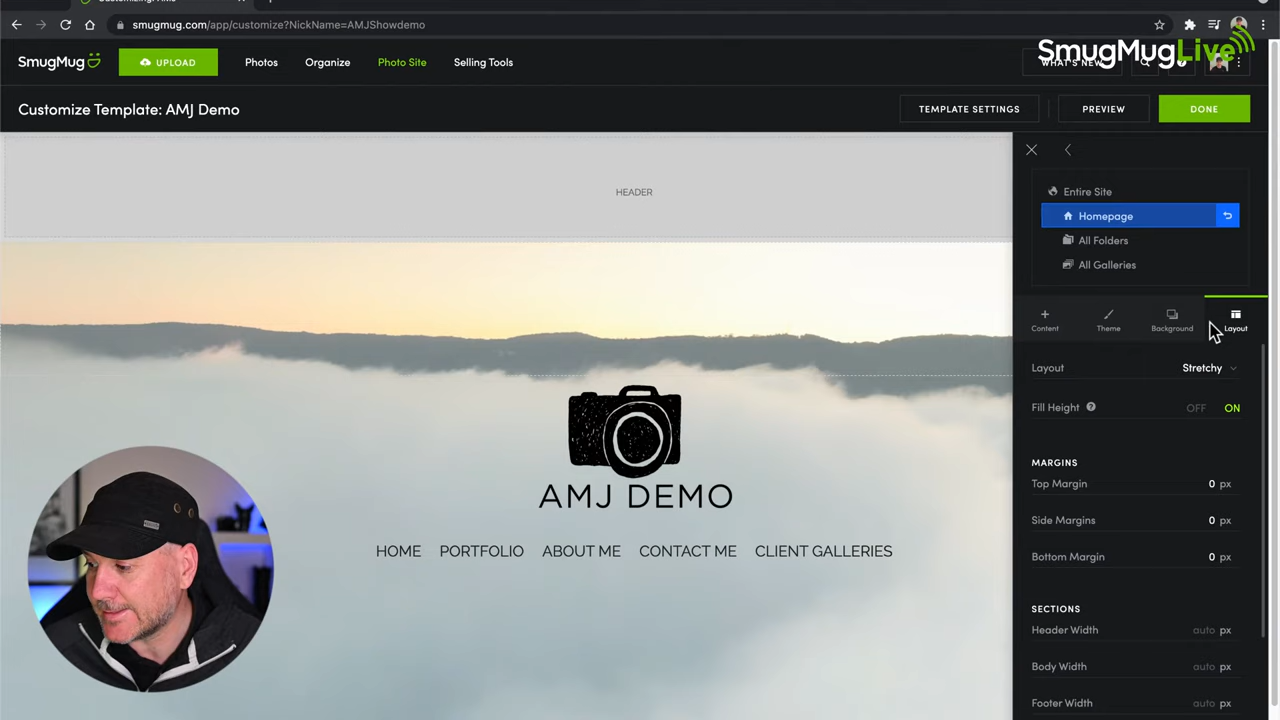 Customizing: AMJ
smugmug.com/app/customize?NickName=AMJShowdemo
SmugMug
UPLOAD
Photos
Organize
Photo Site
Selling Tools
WHAT'S NEW
SmugMugLive
Customize Template: AMJ Demo
TEMPLATE SETTINGS
PREVIEW
DONE
HEADER
AMJ DEMO
HOME PORTFOLIO ABOUT ME CONTACT ME CLIENT GALLERIES
Entire Site
Homepage
All Folders
All Galleries
Content
Theme
Background
Layout
Layout Stretchy
Fill Height ? OFF ON
MARGINS
Top Margin 0 px
Side Margins 0 px
Bottom Margin 0 px
SECTIONS
Header Width auto px
Body Width auto px
Footer Width auto px